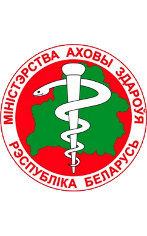 МІНІСТЭРСТВА АХОВЫ ЗДАРОЎЯ
РЭСПУБЛІКА БЕЛАРУСЬ